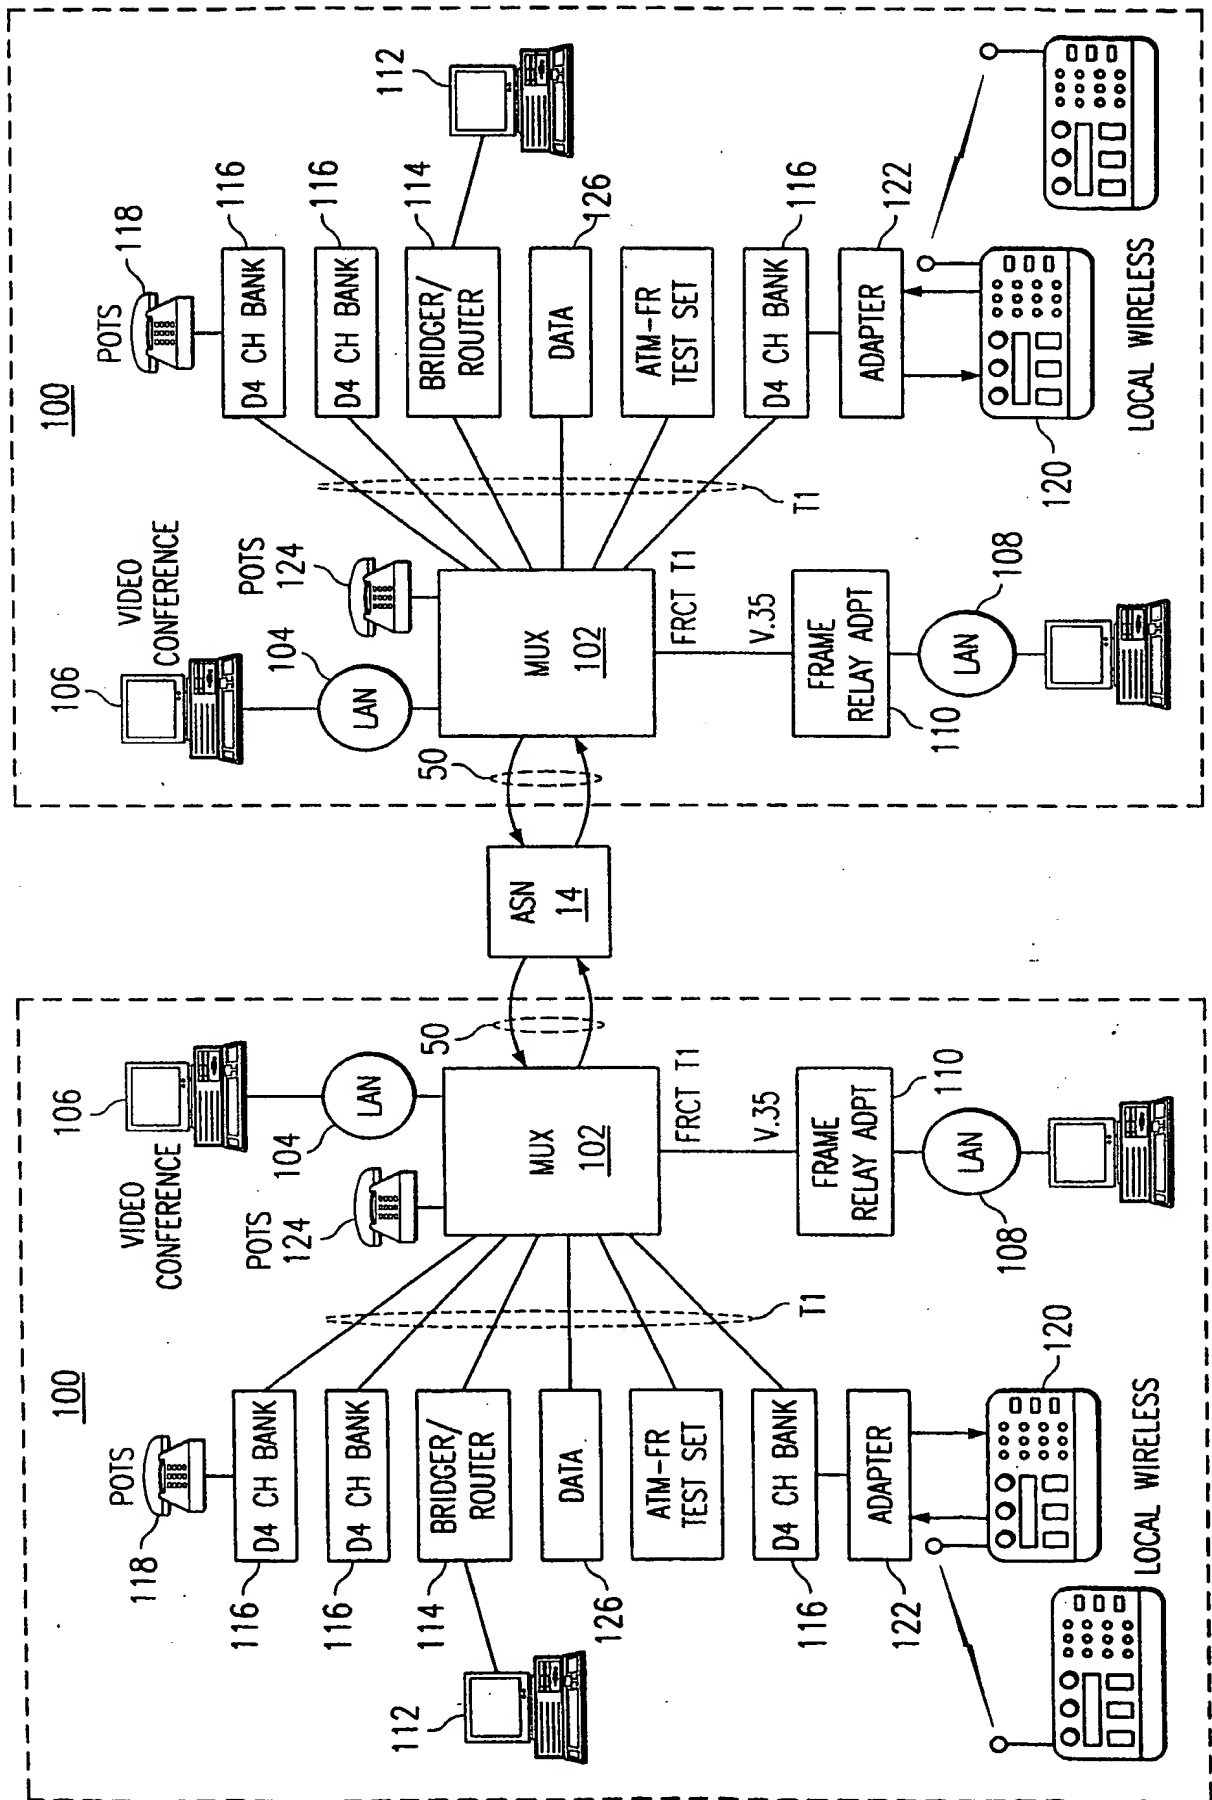 100
POTS
118
D4 CH BANK
116
D4 CH BANK
116
BRIDGER/
ROUTER
114
112
DATA
126
ATM-FR
TEST SET
D4 CH BANK
116
ADAPTER
122
120
LOCAL WIRELESS
T1
VIDEO
CONFERENCE
106
LAN
104
POTS
124
MUX
102
FRCT T1
V.35
FRAME
RELAY ADPT
110
LAN
108
50
ASN
14
50
100
VIDEO
CONFERENCE
106
LAN
104
POTS
124
MUX
102
FRCT T1
V.35
FRAME
RELAY ADPT
110
LAN
108
T1
POTS
118
D4 CH BANK
116
D4 CH BANK
116
BRIDGER/
ROUTER
114
112
DATA
126
ATM-FR
TEST SET
D4 CH BANK
116
ADAPTER
122
120
LOCAL WIRELESS